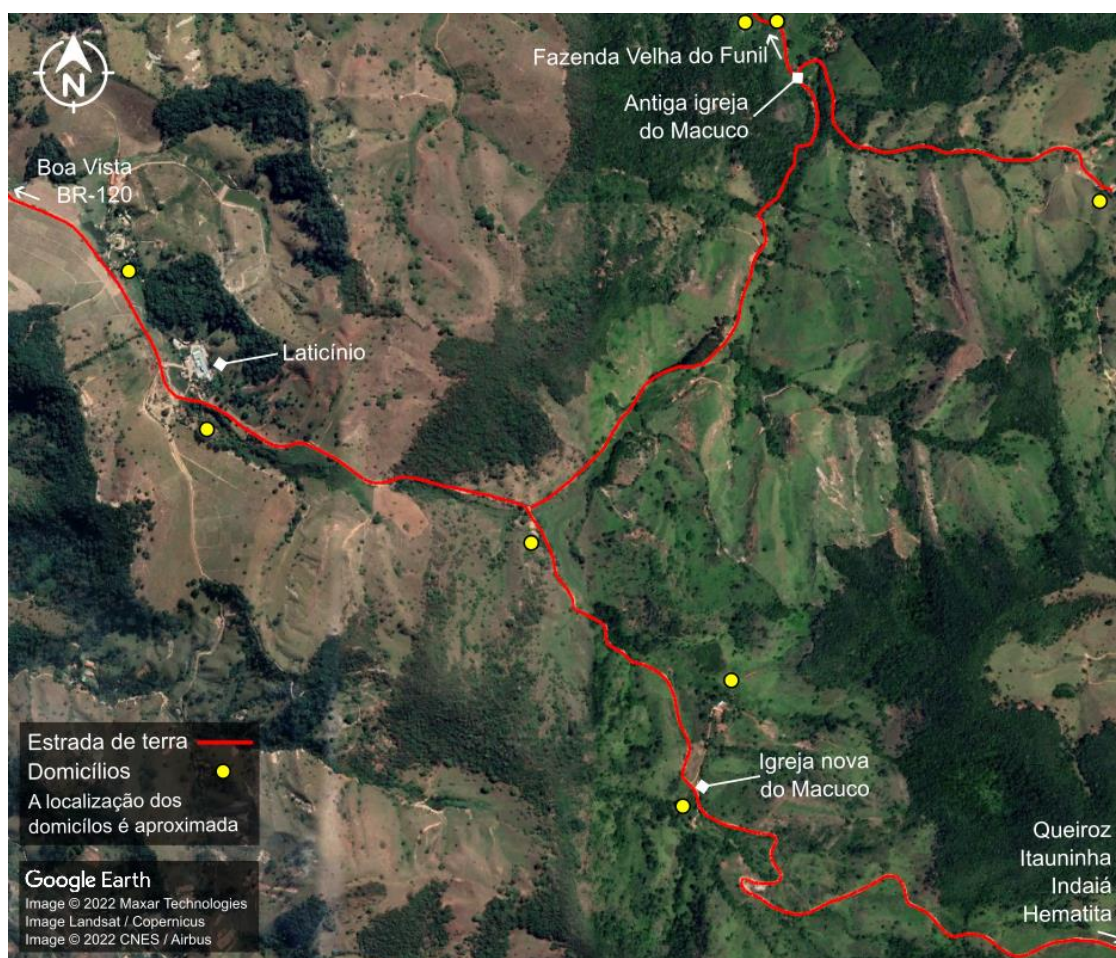 N
Fazenda Velha do Funil
Antiga igreja
do Macuco
Boa Vista
BR-120
Laticínio
Igreja nova
do Macuco
Queiroz
Itauninha
Indaiá
Hematita
Estrada de terra
Domicílios
A localização dos
domicílos é aproximada
Google Earth
Image © 2022 Maxar Technologies
Image Landsat / Copernicus
Image © 2022 CNES / Airbus